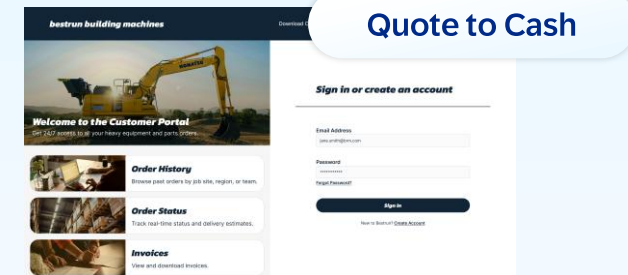 Quote to Cash
bestrun building machines
Download
KOMATSU
Welcome to the Customer Portal
Get 24/7 access to all your heavy equipment and parts orders.
Order History
Browse past orders by job site, region, or team.
Order Status
Track real-time status and delivery estimates.
Invoices
View and download invoices.
Sign in or create an account
Email Address
Password
Forgot Password?
Sign in
New to Bestrun? Create Account